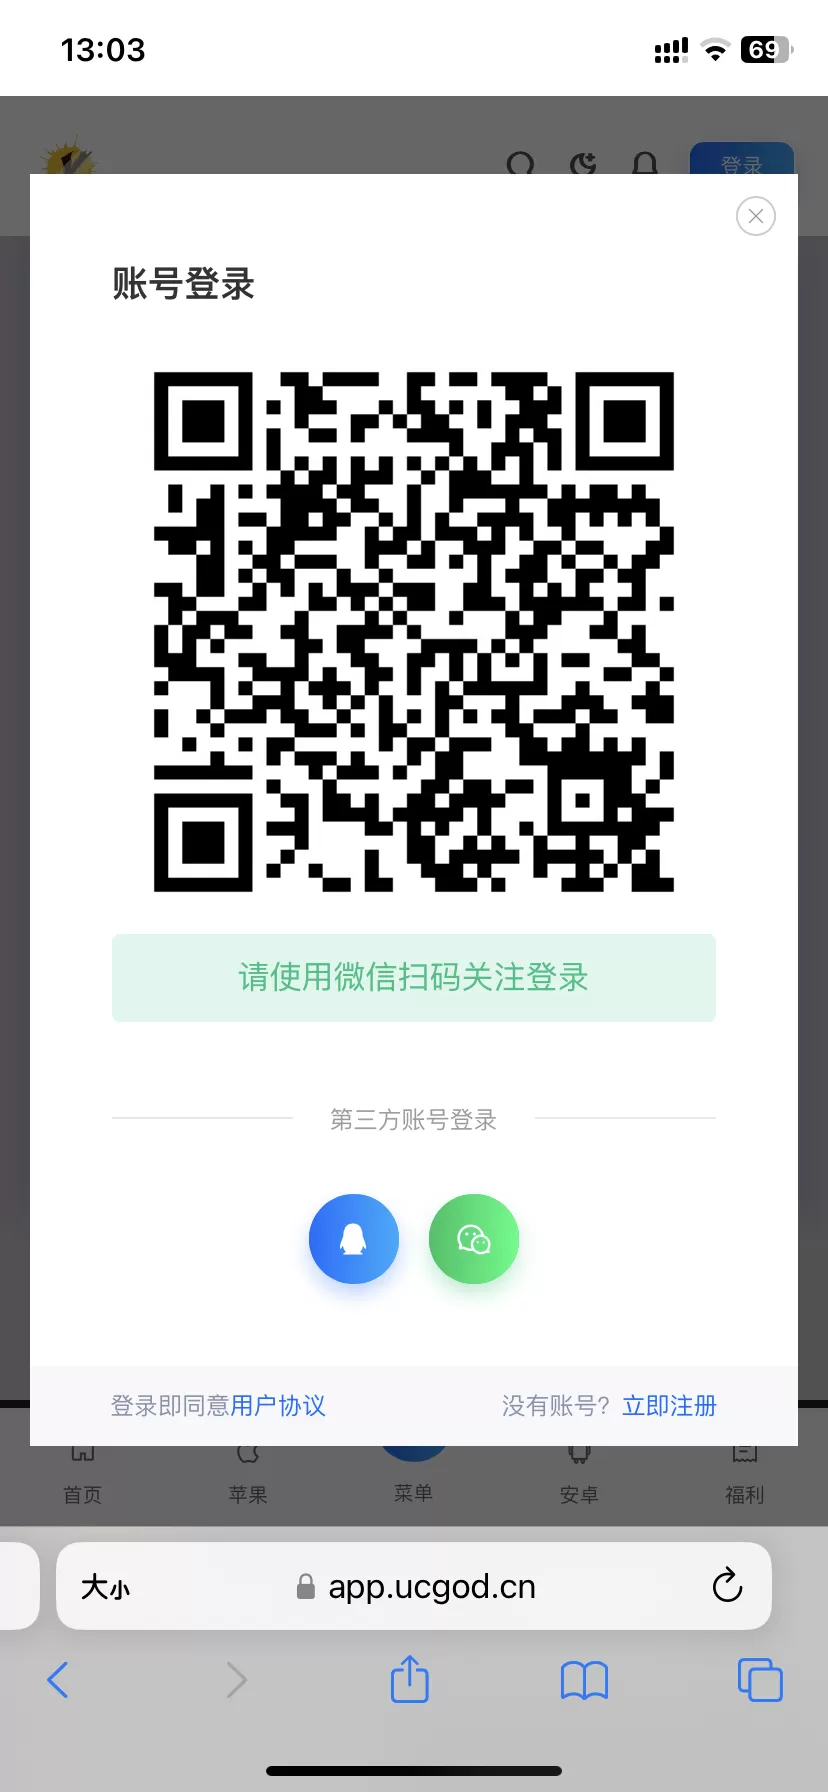 13:03
69
登录
账号登录
请使用微信扫码关注登录
第三方账号登录
登录即同意用户协议
没有账号? 立即注册
首页
苹果
菜单
安卓
福利
大小
app.ucgod.cn